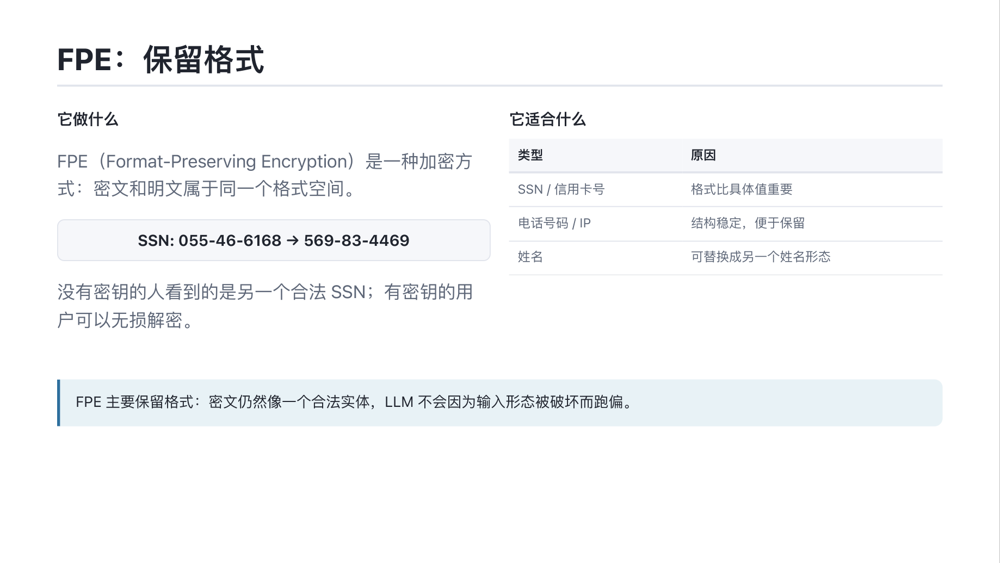 FPE：保留格式
它做什么
FPE（Format-Preserving Encryption）是一种加密方
式：密文和明文属于同一个格式空间。
SSN: 055-46-6168 → 569-83-4469
没有密钥的人看到的是另一个合法 SSN；有密钥的用
户可以无损解密。
它适合什么
类型 原因
SSN / 信用卡号 格式比具体值重要
电话号码 / IP 结构稳定，便于保留
姓名 可替换成另一个姓名形态
FPE 主要保留格式：密文仍然像一个合法实体，LLM 不会因为输入形态被破坏而跑偏。